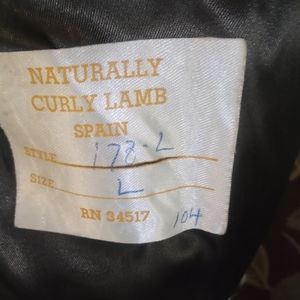 NATURALLY
CURLY LAMB
SPAIN
STYLE 178-L
SIZE L
RN 34517 104